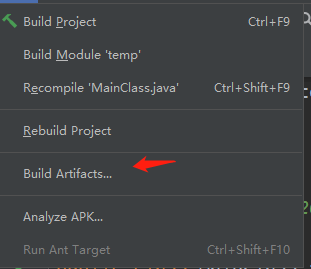 Build Project Ctrl+F9
Build Module 'temp'
Recompile 'MainClass.java' Ctrl+Shift+F9
Rebuild Project
Build Artifacts...
Analyze APK...
Run Ant Target Ctrl+Shift+F10